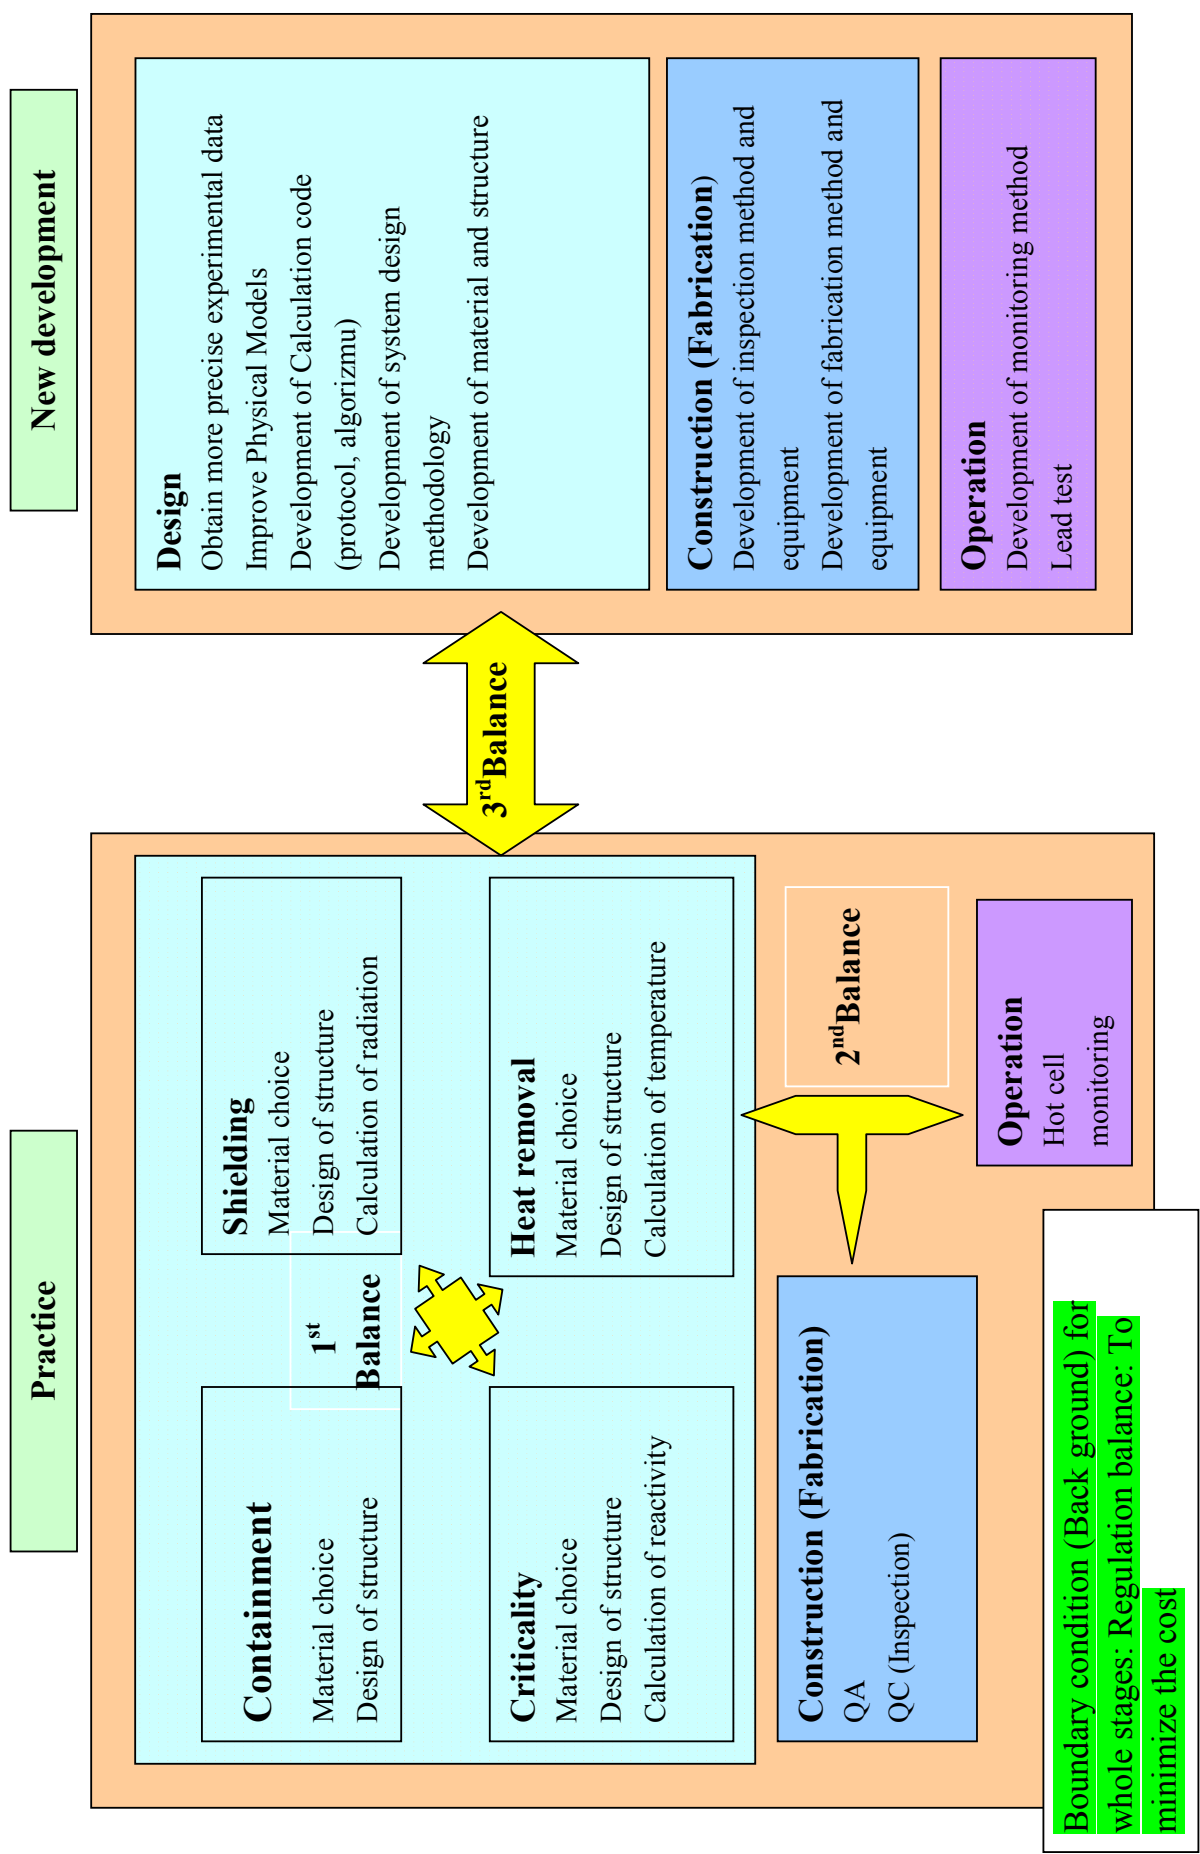 Practice
Containment
Material choice
Design of structure
1st
Balance
Shielding
Material choice
Design of structure
Calculation of radiation
Criticality
Material choice
Design of structure
Calculation of reactivity
Heat removal
Material choice
Design of structure
Calculation of temperature
Construction (Fabrication)
QA
QC (Inspection)
2ndBalance
Operation
Hot cell
monitoring
Boundary condition (Back ground) for
whole stages: Regulation balance: To
minimize the cost
3rdBalance
New development
Design
Obtain more precise experimental data
Improve Physical Models
Development of Calculation code
(protocol, algorizmu)
Development of system design
methodology
Development of material and structure
Construction (Fabrication)
Development of inspection method and
equipment
Development of fabrication method and
equipment
Operation
Development of monitoring method
Lead test